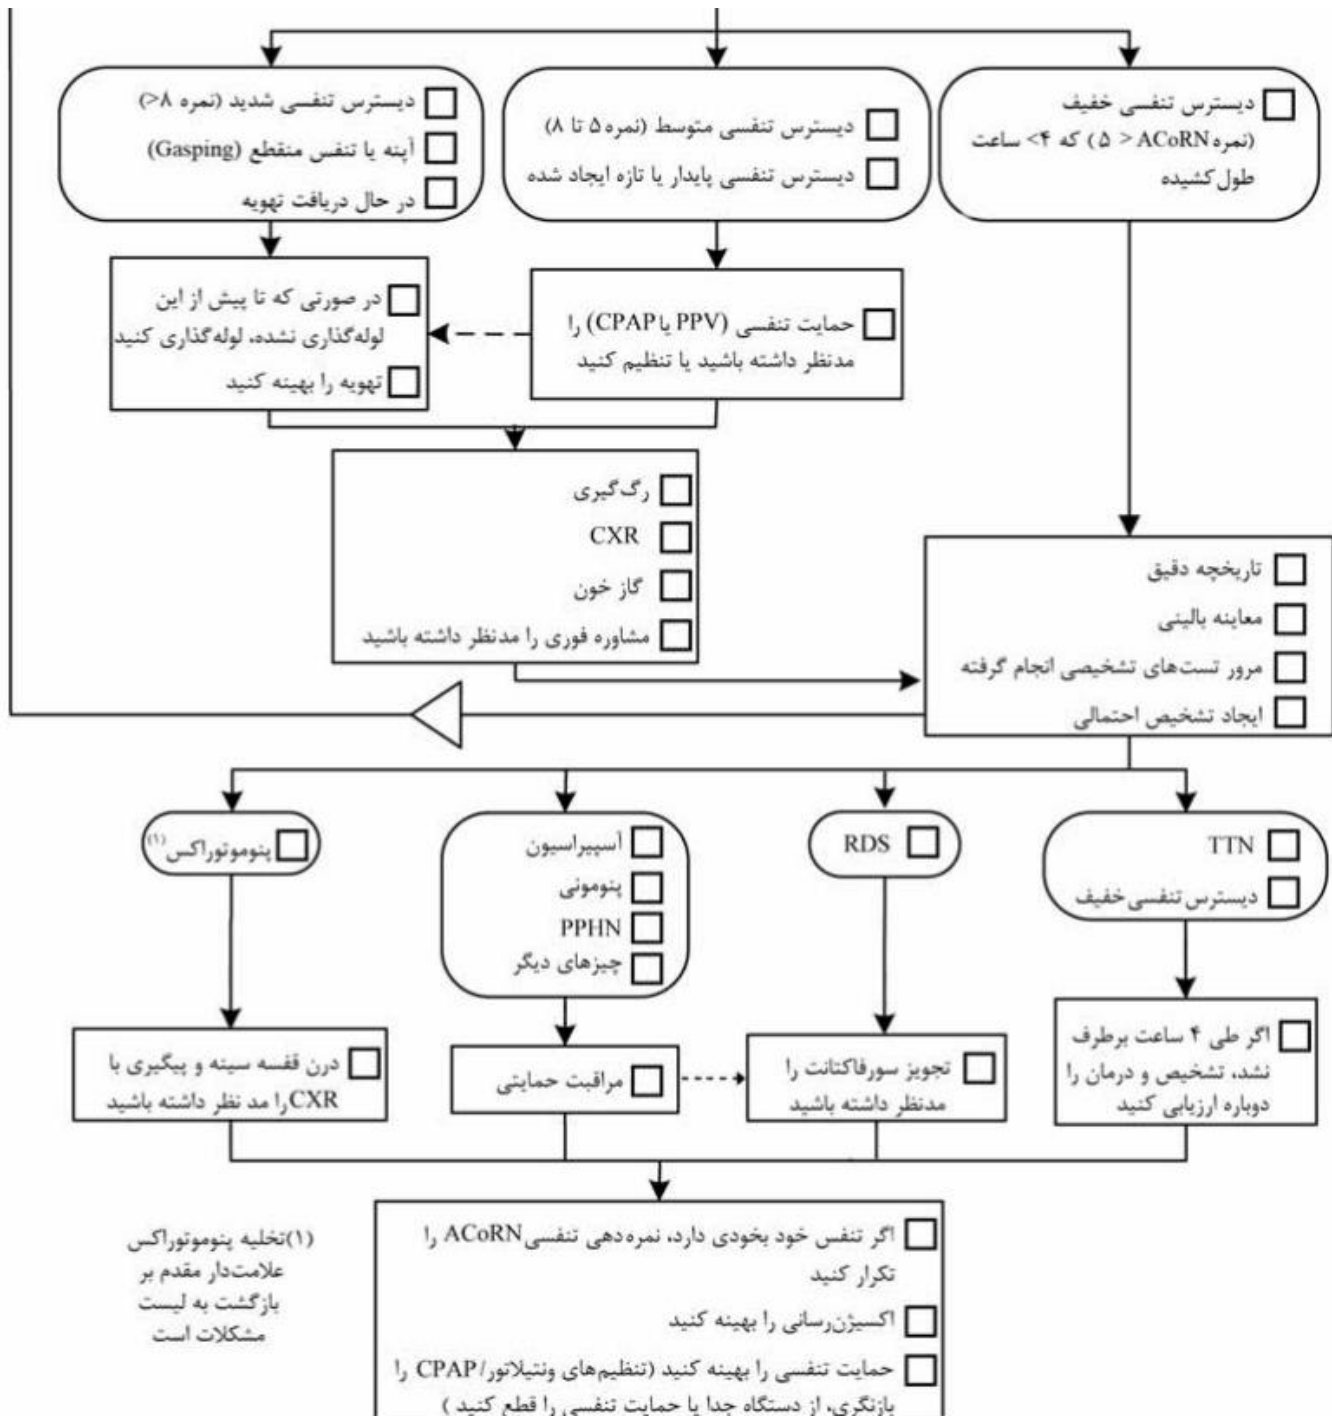 دیسترس تنفسی خفیف
(نمره ACoRN < ۵) که ۴> ساعت
طول کشیده
دیسترس تنفسی متوسط (نمره ۵ تا ۸)
دیسترس تنفسی پایدار یا تازه ایجاد شده
دیسترس تنفسی شدید (نمره ۸<)
آپنه یا تنفس منقطع (Gasping)
در حال دریافت تهویه
حمایت تنفسی (PPV یا CPAP) را
مدنظر داشته باشید یا تنظیم کنید
در صورتی که تا پیش از این
لوله‌گذاری نشده، لوله‌گذاری کنید
تهویه را بهینه کنید
رگ‌گیری
CXR
گاز خون
مشاوره فوری را مدنظر داشته باشید
تاریخچه دقیق
معاینه بالینی
مرور تست‌های تشخیصی انجام گرفته
ایجاد تشخیص احتمالی
TTN
دیسترس تنفسی خفیف
RDS
آسپیراسیون
پنومونی
PPHN
چیزهای دیگر
پنوموتوراکس(۱)
اگر طی ۴ ساعت برطرف
نشد، تشخیص و درمان را
دوباره ارزیابی کنید
تجویز سورفاکتانت را
مدنظر داشته باشید
مراقبت حمایتی
درن قفسه سینه و پیگیری با
CXR را مد نظر داشته باشید
اگر تنفس خود بخودی دارد، نمره‌دهی تنفسی ACoRN را
تکرار کنید
اکسیژن‌رسانی را بهینه کنید
حمایت تنفسی را بهینه کنید (تنظیم‌های ونتیلاتور/CPAP را
بازنگری، از دستگاه جدا یا حمایت تنفسی را قطع کنید )
(۱)تخلیه پنوموتوراکس
علامت‌دار مقدم بر
بازگشت به لیست
مشکلات است